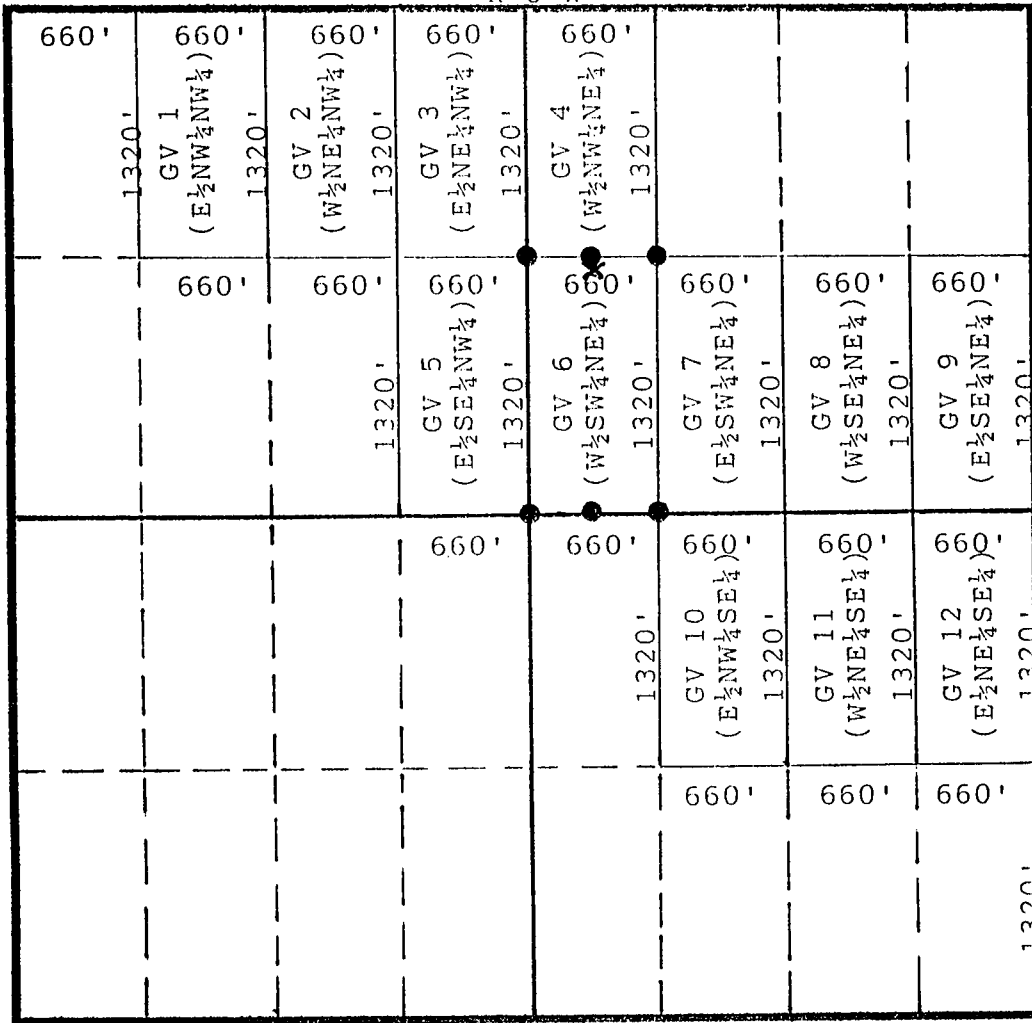 660' 660' 660' 660' 660'
1320'
GV 1
(E½NW¼NW¼)
1320'
GV 2
(W½NE¼NW¼)
1320'
GV 3
(E½NE¼NW¼)
1320'
GV 4
(W½NW¼NE¼)
1320'
660' 660' 660' 660' 660' 660' 660'
1320'
GV 5
(E½SE¼NW¼)
1320'
GV 6
(W½SW¼NE¼)
1320'
GV 7
(E½SW¼NE¼)
1320'
GV 8
(W½SE¼NE¼)
1320'
GV 9
(E½SE¼NE¼)
1320'
660' 660' 660' 660' 660'
1320'
GV 10
(E½NW¼SE¼)
1320'
GV 11
(W½NE¼SE¼)
1320'
GV 12
(E½NE¼SE¼)
1320'
660' 660' 660'
1320'